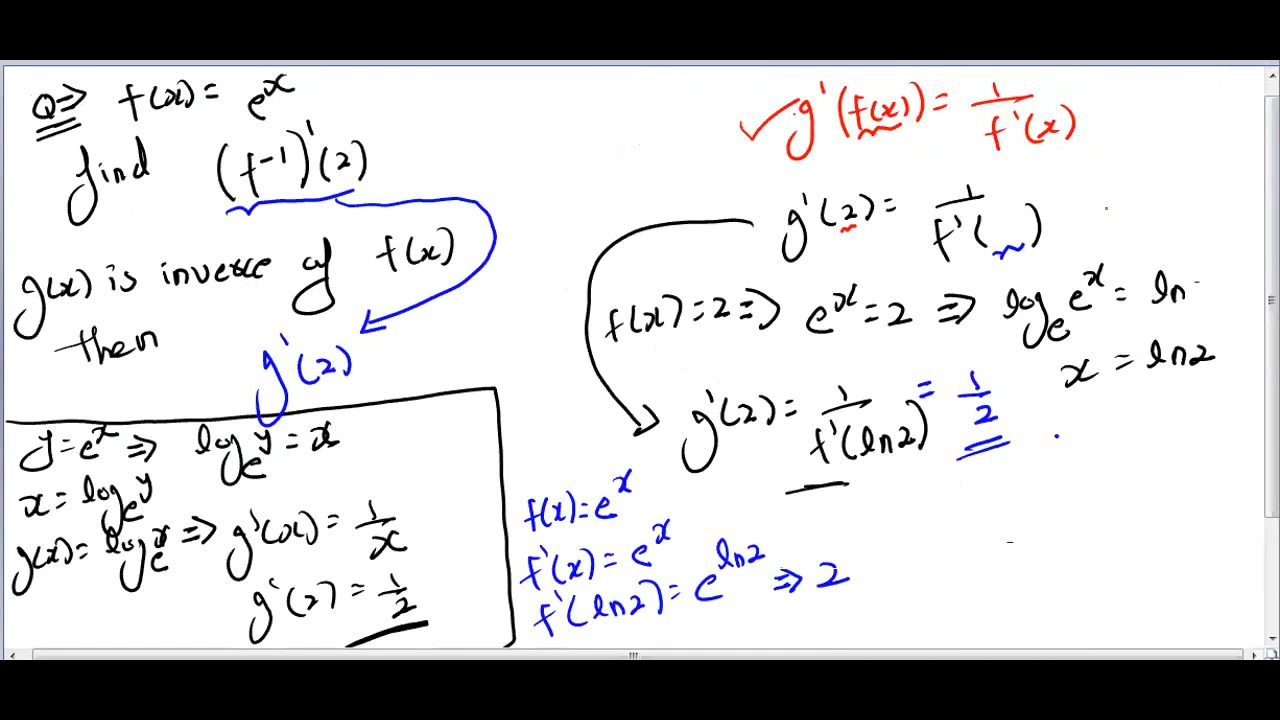 Q⇒ f(x) = e^x
find (f^-1)'(2)
g(x) is inverse of f(x)
then
g'(2)
y = e^x ⇒ log_e y = x
x = log_e y
g(x) = log_e x ⇒ g'(x) = 1/x
g'(2) = 1/2
✓ g'(f(x)) = 1/f'(x)
g'(2) = 1/f'( )
f(x) = 2 ⇒ e^x = 2 ⇒ log_e e^x = ln
x = ln2
g'(2) = 1/f'(ln2) = 1/2
f(x) = e^x
f'(x) = e^x
f'(ln2) = e^ln2 ⇒ 2